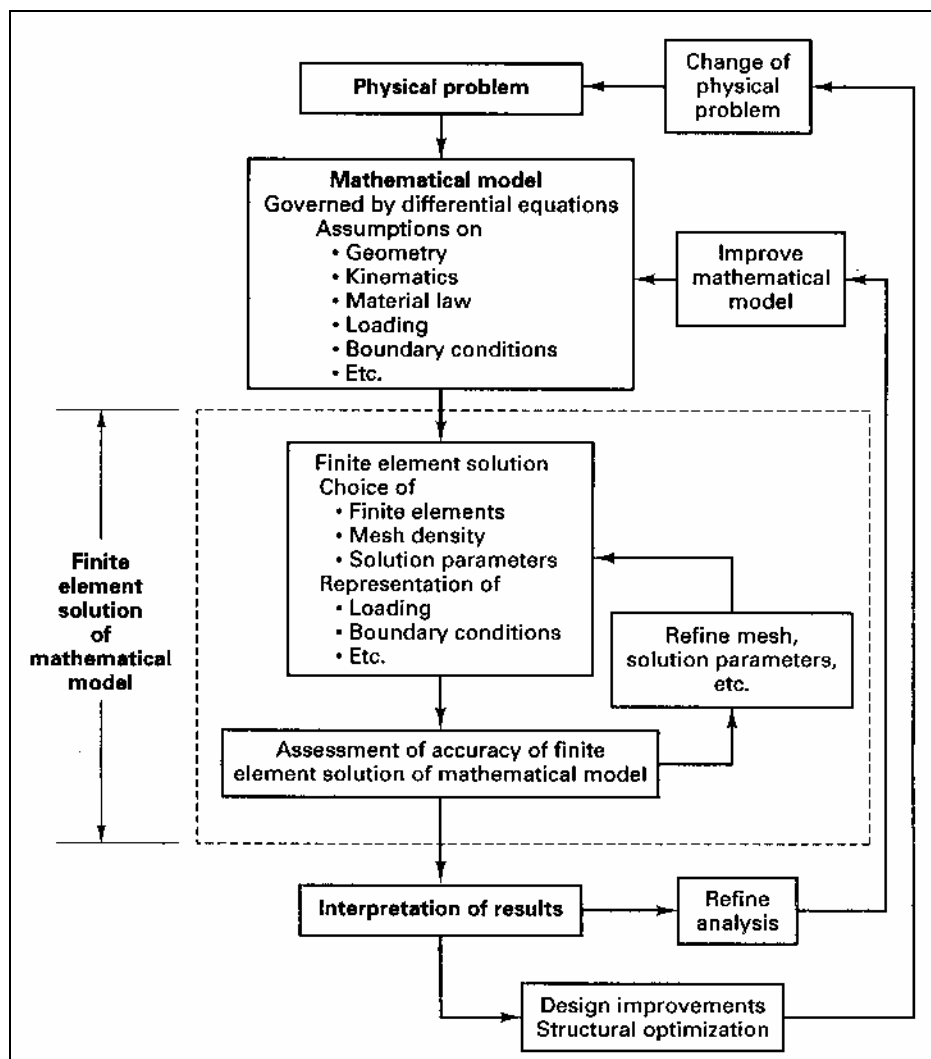 Physical problem
Change of
physical
problem
Mathematical model
Governed by differential equations
Assumptions on
• Geometry
• Kinematics
• Material law
• Loading
• Boundary conditions
• Etc.
Improve
mathematical
model
Finite
element
solution
of
mathematical
model
Finite element solution
Choice of
• Finite elements
• Mesh density
• Solution parameters
Representation of
• Loading
• Boundary conditions
• Etc.
Refine mesh,
solution parameters,
etc.
Assessment of accuracy of finite
element solution of mathematical model
Interpretation of results
Refine
analysis
Design improvements
Structural optimization